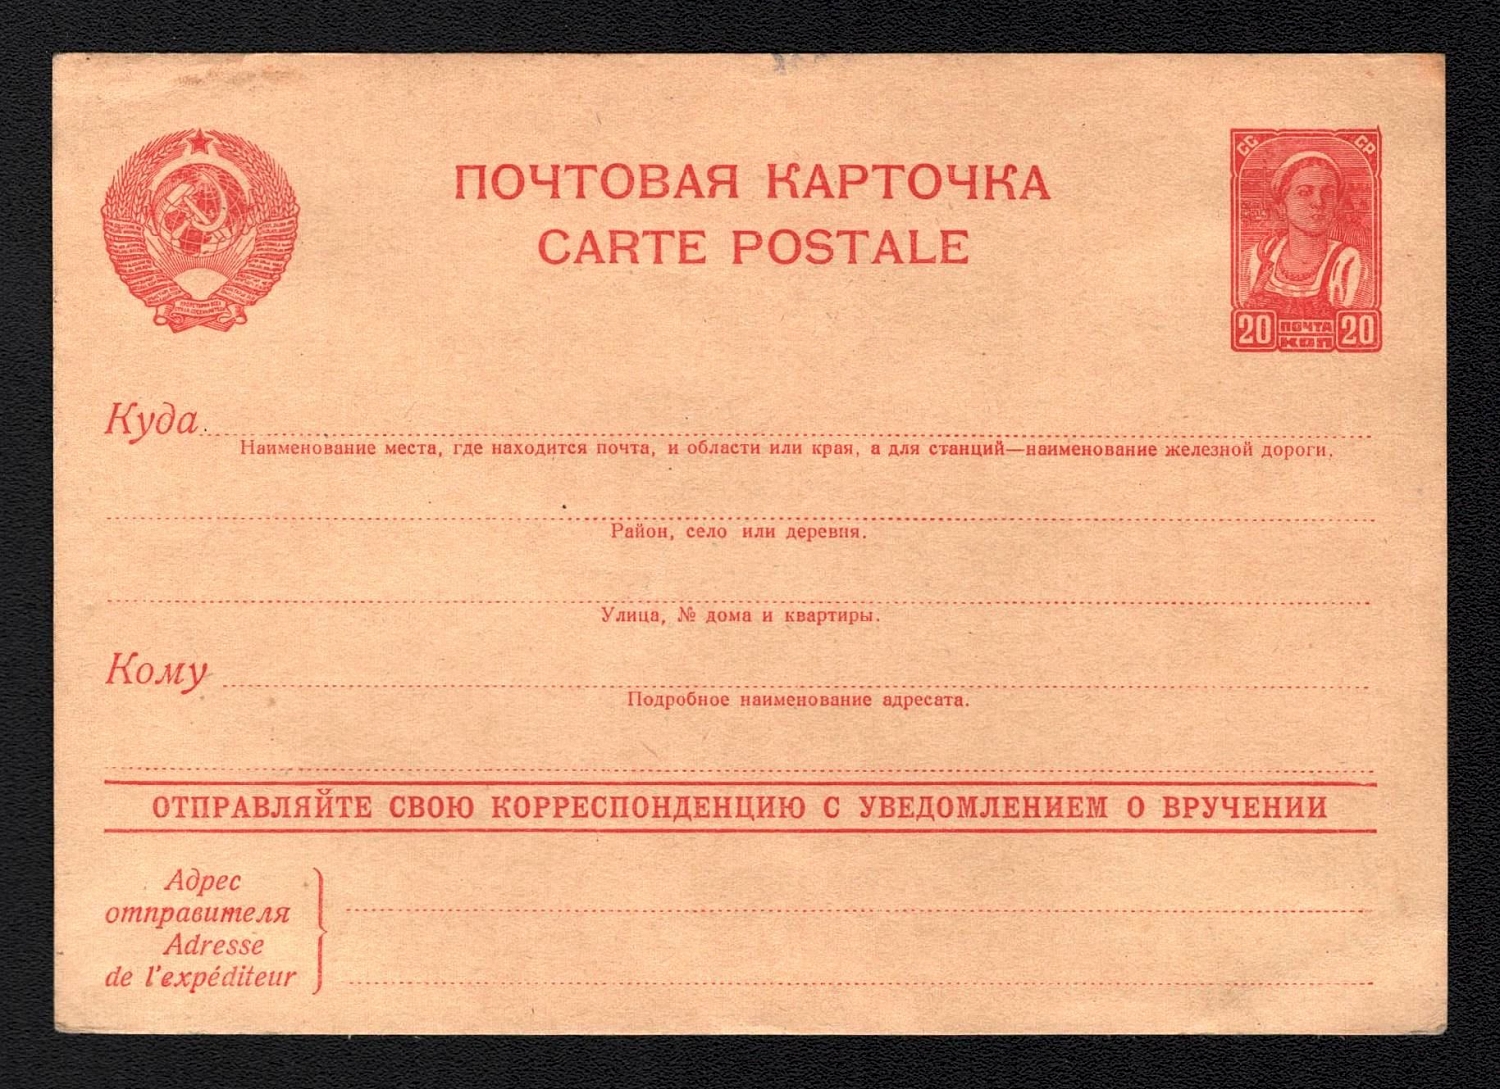 ПОЧТОВАЯ КАРТОЧКА
CARTE POSTALE
СС СР
20 ПОЧТА 20
КОП
Куда
Наименование места, где находится почта, и области или края, а для станций—наименование железной дороги.
Район, село или деревня.
Улица, № дома и квартиры.
Кому
Подробное наименование адресата.
ОТПРАВЛЯЙТЕ СВОЮ КОРРЕСПОНДЕНЦИЮ С УВЕДОМЛЕНИЕМ О ВРУЧЕНИИ
Адрес
отправителя
Adresse
de l'expéditeur